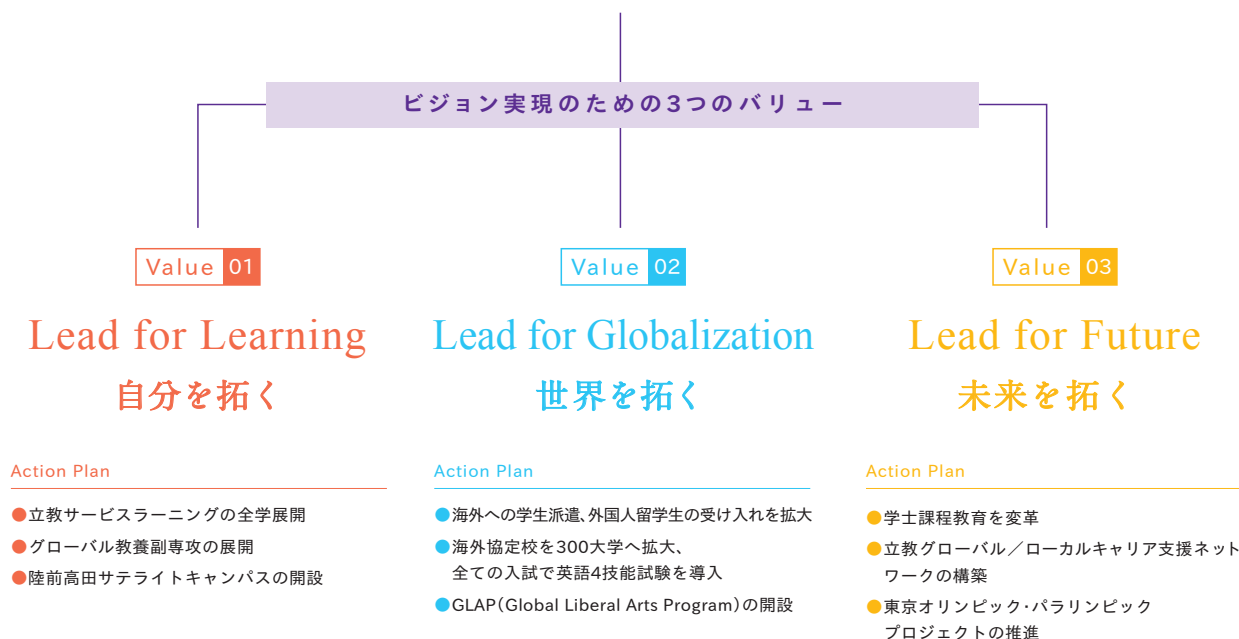 ビジョン実現のための3つのバリュー
Value 01
Lead for Learning
自分を拓く
Action Plan
●立教サービスラーニングの全学展開
●グローバル教養副専攻の展開
●陸前高田サテライトキャンパスの開設
Value 02
Lead for Globalization
世界を拓く
Action Plan
●海外への学生派遣、外国人留学生の受け入れを拡大
●海外協定校を300大学へ拡大、
全ての入試で英語4技能試験を導入
●GLAP(Global Liberal Arts Program)の開設
Value 03
Lead for Future
未来を拓く
Action Plan
●学士課程教育を変革
●立教グローバル／ローカルキャリア支援ネット
ワークの構築
●東京オリンピック・パラリンピック
プロジェクトの推進